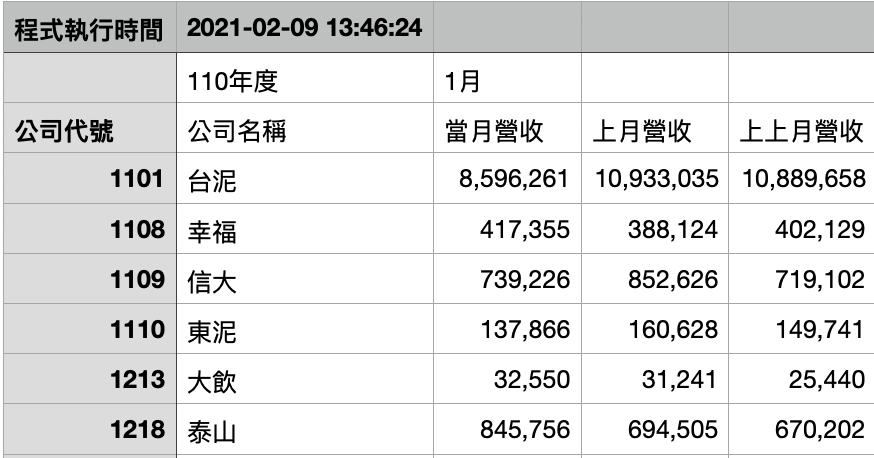 程式執行時間 2021-02-09 13:46:24
110年度 1月
公司代號 公司名稱 當月營收 上月營收 上上月營收
1101 台泥 8,596,261 10,933,035 10,889,658
1108 幸福 417,355 388,124 402,129
1109 信大 739,226 852,626 719,102
1110 東泥 137,866 160,628 149,741
1213 大飲 32,550 31,241 25,440
1218 泰山 845,756 694,505 670,202